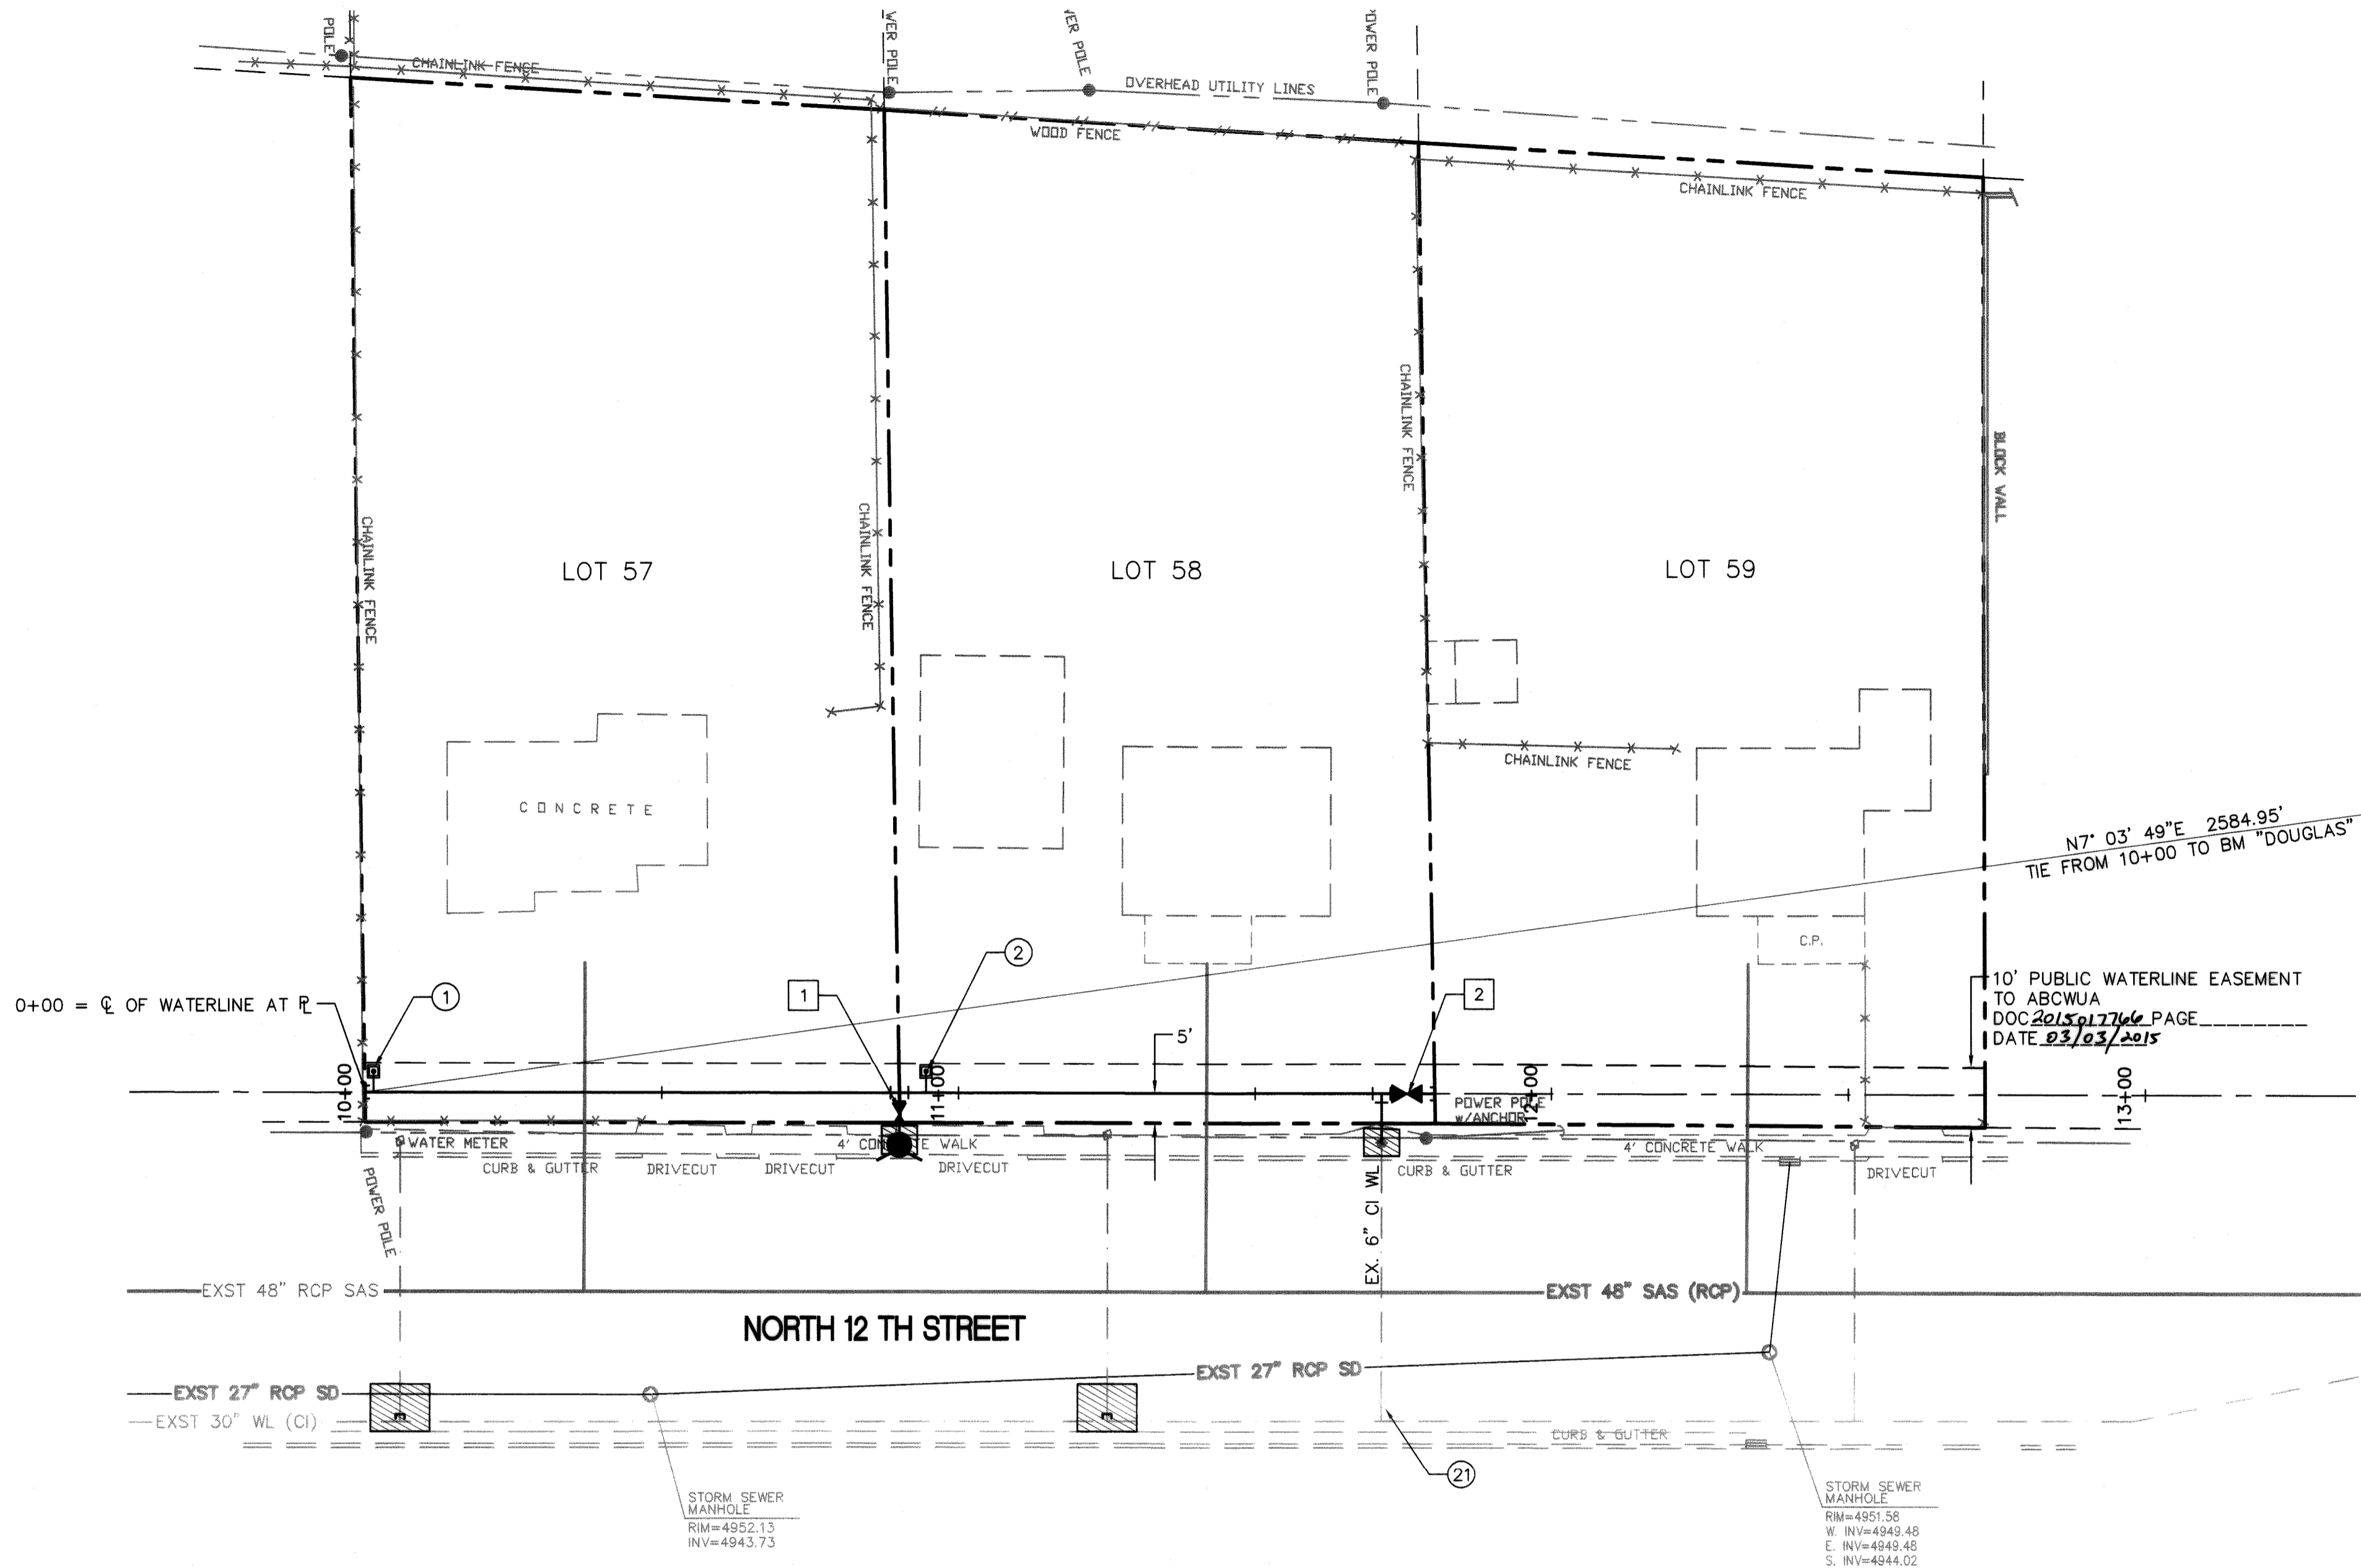 POLE
WER POLE
VER POLE
POWER POLE
CHAINLINK FENCE
OVERHEAD UTILITY LINES
WOOD FENCE
CHAINLINK FENCE
CHAINLINK FENCE
CHAINLINK FENCE
CHAINLINK FENCE
BLOCK WALL
LOT 57
LOT 58
LOT 59
CHAINLINK FENCE
CONCRETE
N7° 03' 49"E 2584.95'
TIE FROM 10+00 TO BM "DOUGLAS"
C.P.
2
1
1
2
0+00 = ℄ OF WATERLINE AT ⅊
10' PUBLIC WATERLINE EASEMENT
TO ABCWUA
DOC 2015017766 PAGE_________
DATE 03/03/2015
5'
10+00
11+00
12+00
13+00
POWER POLE
w/ANCHOR
WATER METER
4' CONCRETE WALK
4' CONCRETE WALK
CURB & GUTTER
DRIVECUT
DRIVECUT
DRIVECUT
CURB & GUTTER
DRIVECUT
POWER POLE
EX. 6" CI WL
EXST 48" RCP SAS
EXST 48" SAS (RCP)
NORTH 12 TH STREET
EXST 27" RCP SD
EXST 27" RCP SD
EXST 30" WL (CI)
CURB & GUTTER
21
STORM SEWER
MANHOLE
RIM=4952.13
INV=4943.73
STORM SEWER
MANHOLE
RIM=4951.58
W. INV=4949.48
E. INV=4949.48
S. INV=4944.02